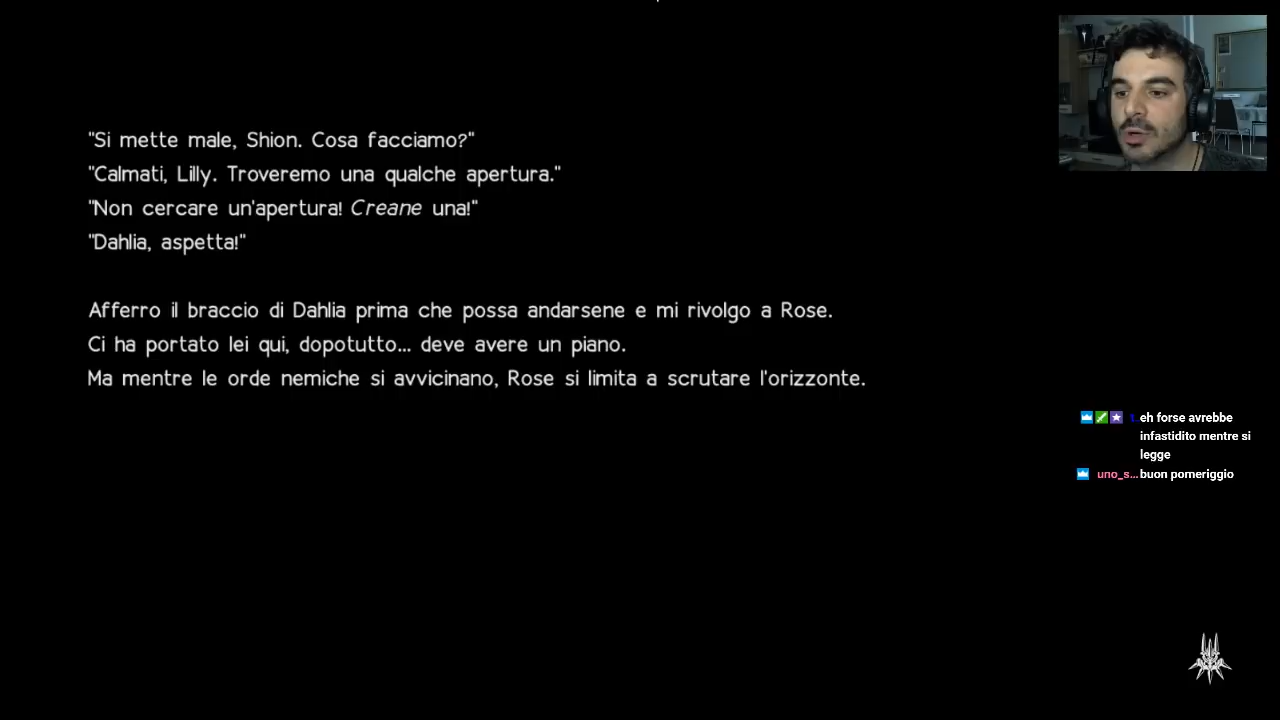 "Si mette male, Shion. Cosa facciamo?"
"Calmati, Lilly. Troveremo una qualche apertura."
"Non cercare un'apertura! Creane una!"
"Dahlia, aspetta!"
Afferro il braccio di Dahlia prima che possa andarsene e mi rivolgo a Rose.
Ci ha portato lei qui, dopotutto... deve avere un piano.
Ma mentre le orde nemiche si avvicinano, Rose si limita a scrutare l'orizzonte.
eh forse avrebbe
infastidito mentre si
legge
uno_s... buon pomeriggio